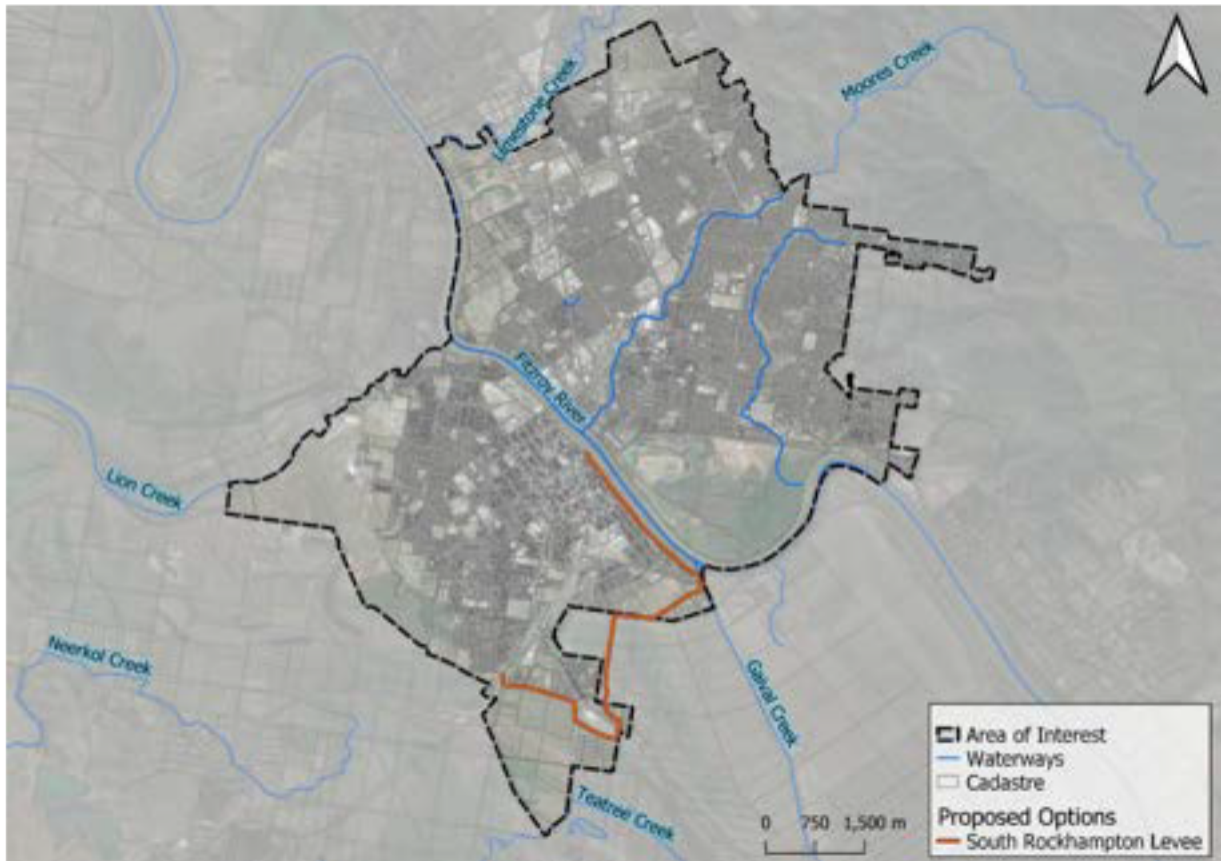 Limestone Creek
Moores Creek
Fitzroy River
Lion Creek
Neerkol Creek
Gavial Creek
Teatree Creek
0 750 1,500 m
Area of Interest
Waterways
Cadastre
Proposed Options
South Rockhampton Levee